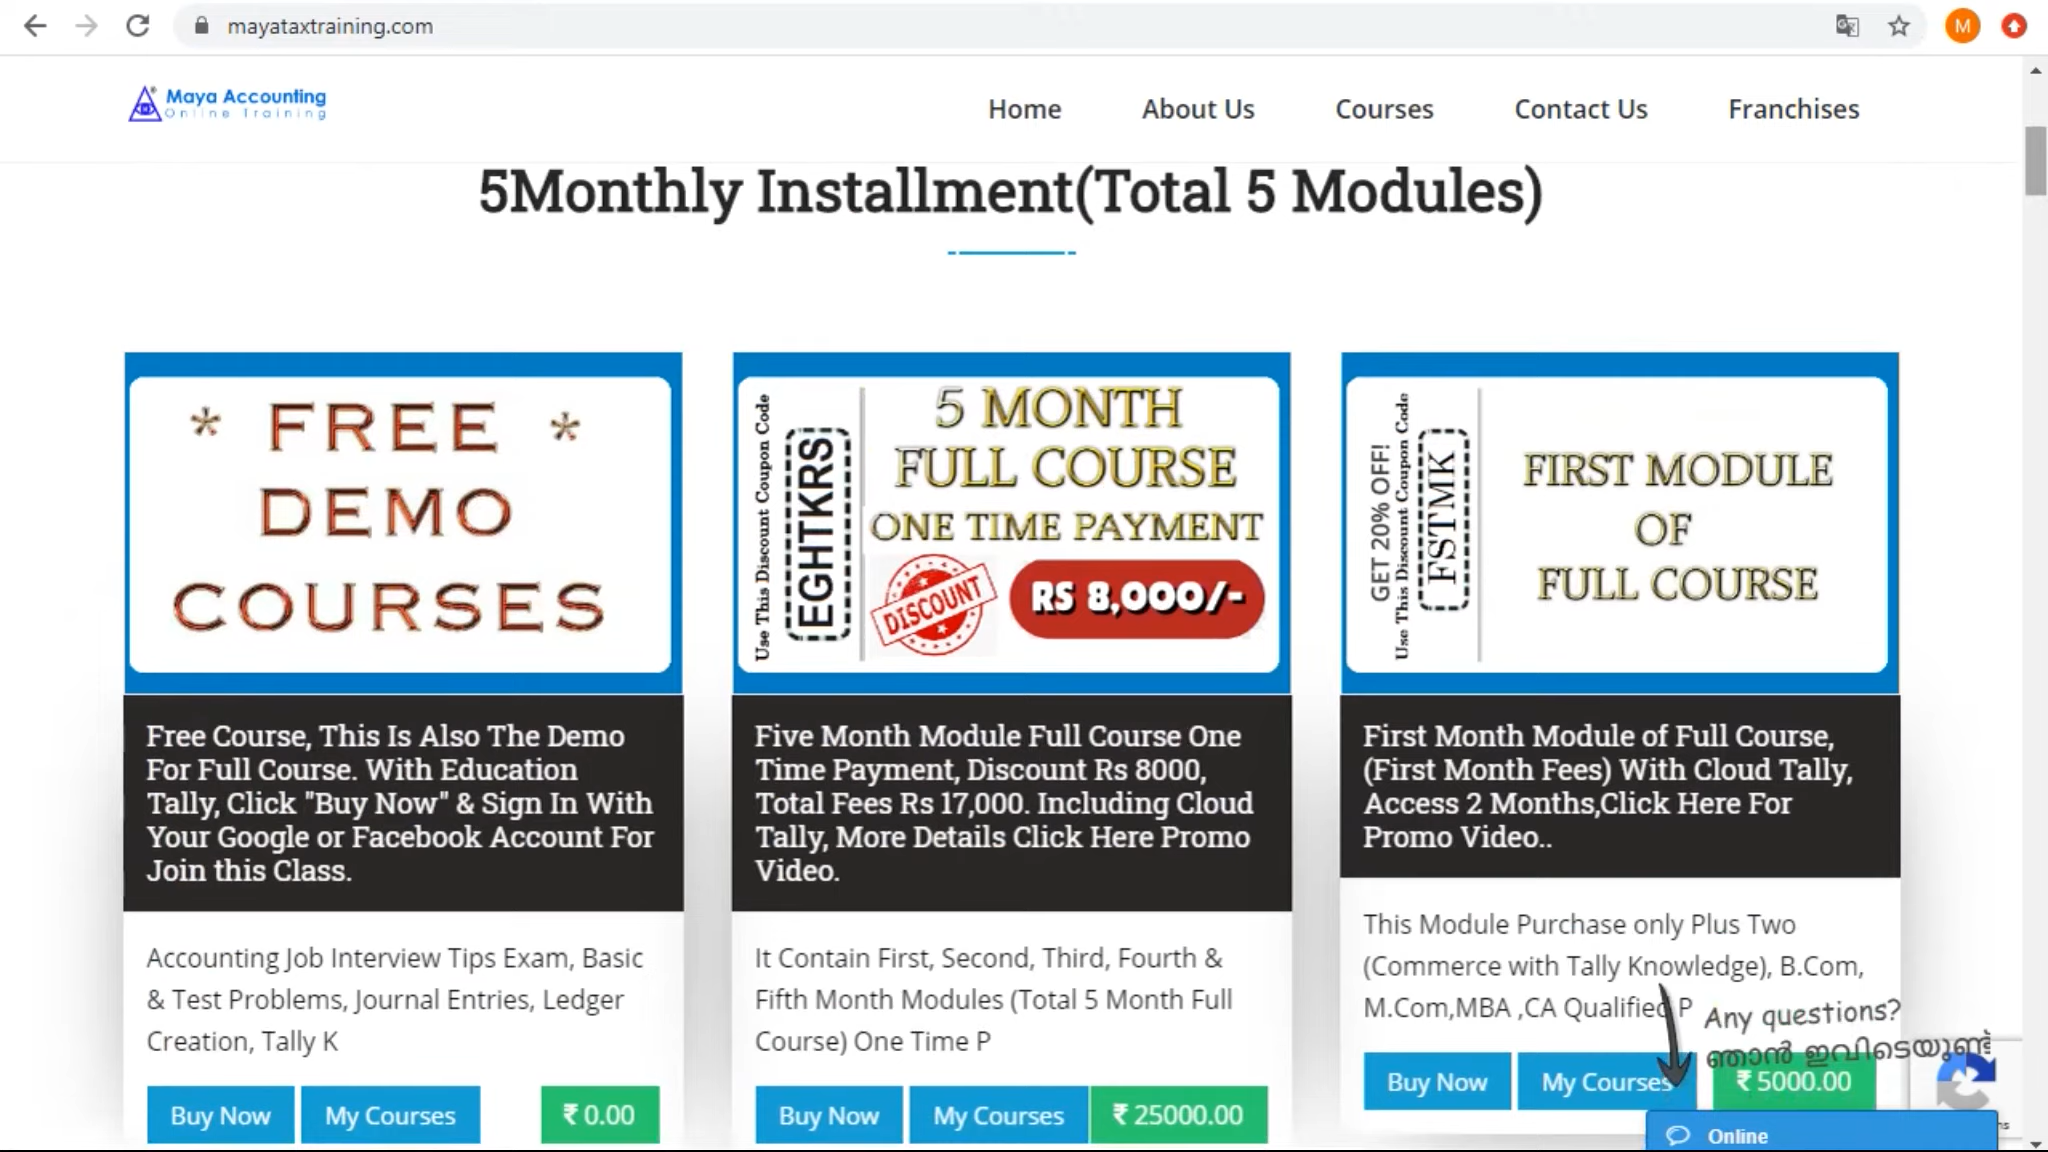 mayataxtraining.com
M
Maya Accounting
Online Training
Home
About Us
Courses
Contact Us
Franchises
5Monthly Installment(Total 5 Modules)
* FREE *
DEMO
COURSES
Free Course, This Is Also The Demo
For Full Course. With Education
Tally, Click "Buy Now" & Sign In With
Your Google or Facebook Account For
Join this Class.
Accounting Job Interview Tips Exam, Basic
& Test Problems, Journal Entries, Ledger
Creation, Tally K
Buy Now
My Courses
₹ 0.00
Use This Discount Coupon Code
EGHTKRS
5 MONTH
FULL COURSE
ONE TIME PAYMENT
DISCOUNT
RS 8,000/-
Five Month Module Full Course One
Time Payment, Discount Rs 8000,
Total Fees Rs 17,000. Including Cloud
Tally, More Details Click Here Promo
Video.
It Contain First, Second, Third, Fourth &
Fifth Month Modules (Total 5 Month Full
Course) One Time P
Buy Now
My Courses
₹ 25000.00
GET 20% OFF!
Use This Discount Coupon Code
FSTMK
FIRST MODULE
OF
FULL COURSE
First Month Module of Full Course,
(First Month Fees) With Cloud Tally,
Access 2 Months,Click Here For
Promo Video..
This Module Purchase only Plus Two
(Commerce with Tally Knowledge), B.Com,
M.Com,MBA ,CA Qualified P
Buy Now
My Courses
₹ 5000.00
Any questions?
ഞാൻ ഇവിടെയുണ്ട്
Online